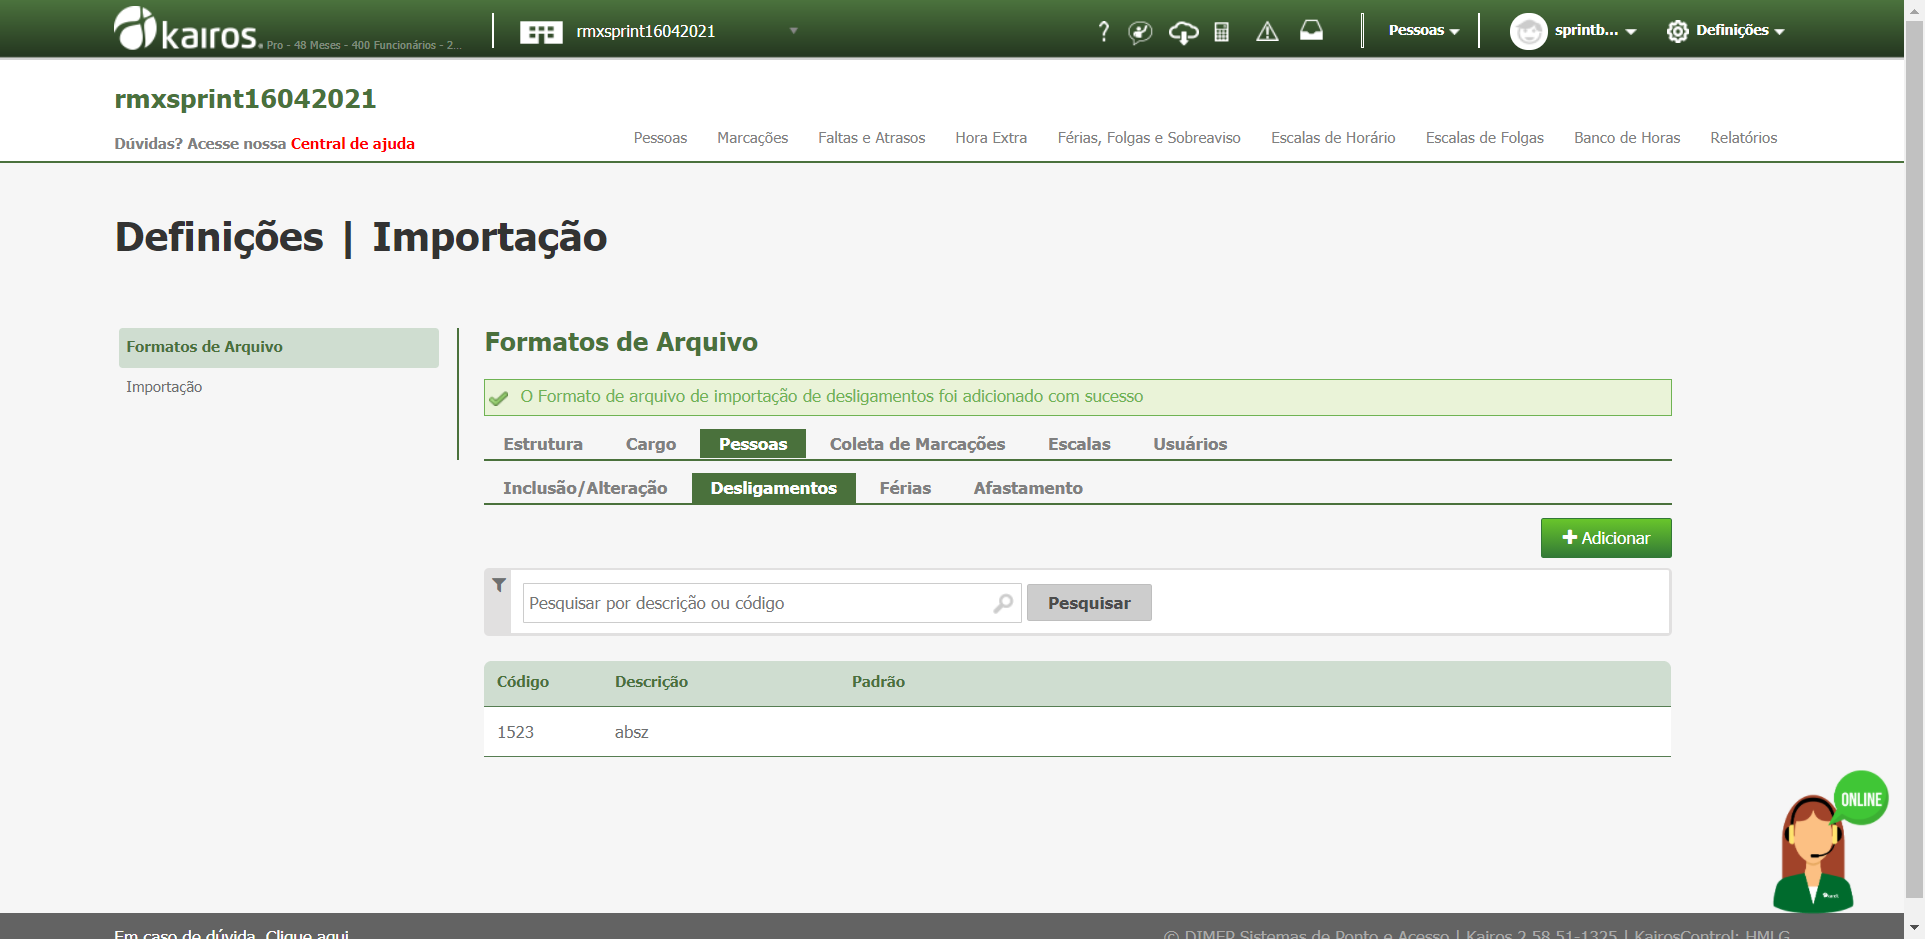 kairos. Pro - 48 Meses - 400 Funcionários - 2...
rmxsprint16042021
?
Pessoas
sprintb...
Definições
rmxsprint16042021
Dúvidas? Acesse nossa Central de ajuda
Pessoas Marcações Faltas e Atrasos Hora Extra Férias, Folgas e Sobreaviso Escalas de Horário Escalas de Folgas Banco de Horas Relatórios
Definições | Importação
Formatos de Arquivo
Importação
Formatos de Arquivo
O Formato de arquivo de importação de desligamentos foi adicionado com sucesso
Estrutura Cargo Pessoas Coleta de Marcações Escalas Usuários
Inclusão/Alteração Desligamentos Férias Afastamento
Adicionar
Pesquisar por descrição ou código
Pesquisar
Código Descrição Padrão
1523 absz
ONLINE
Em caso de dúvida, Clique aqui
© DIMEP Sistemas de Ponto e Acesso | Kairos 2.58.51-1325 | KairosControl: HMLG